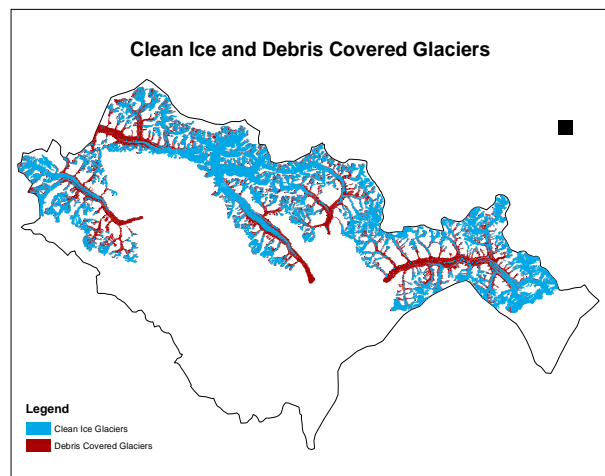 Clean Ice and Debris Covered Glaciers
Legend
Clean Ice Glaciers
Debris Covered Glaciers